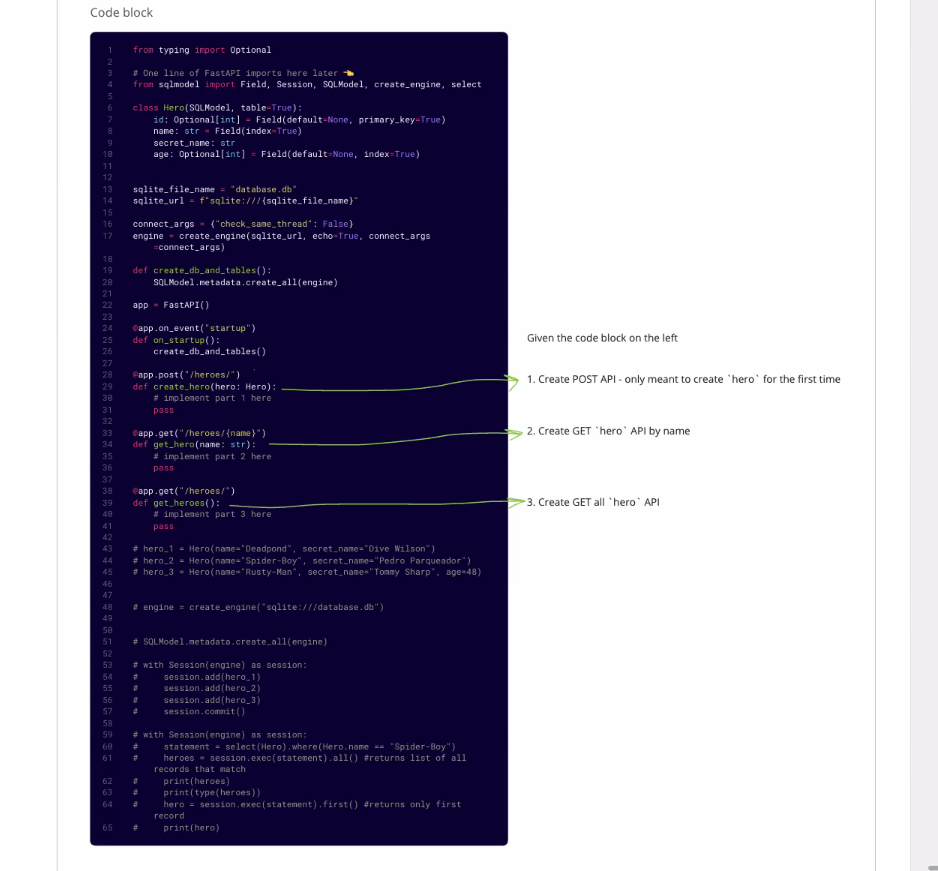 Code block
1 from typing import Optional
2
3 # One line of FastAPI imports here later 👈
4 from sqlmodel import Field, Session, SQLModel, create_engine, select
5
6 class Hero(SQLModel, table=True):
7     id: Optional[int] = Field(default=None, primary_key=True)
8     name: str = Field(index=True)
9     secret_name: str
10     age: Optional[int] = Field(default=None, index=True)
11
12
13 sqlite_file_name = "database.db"
14 sqlite_url = f"sqlite:///{sqlite_file_name}"
15
16 connect_args = {"check_same_thread": False}
17 engine = create_engine(sqlite_url, echo=True, connect_args
=connect_args)
18
19 def create_db_and_tables():
20     SQLModel.metadata.create_all(engine)
21
22 app = FastAPI()
23
24 @app.on_event("startup")
25 def on_startup():
26     create_db_and_tables()
27
28 @app.post("/heroes/")
29 def create_hero(hero: Hero):
30     # implement part 1 here
31     pass
32
33 @app.get("/heroes/{name}")
34 def get_hero(name: str):
35     # implement part 2 here
36     pass
37
38 @app.get("/heroes/")
39 def get_heroes():
40     # implement part 3 here
41     pass
42
43 # hero_1 = Hero(name="Deadpond", secret_name="Dive Wilson")
44 # hero_2 = Hero(name="Spider-Boy", secret_name="Pedro Parqueador")
45 # hero_3 = Hero(name="Rusty-Man", secret_name="Tommy Sharp", age=48)
46
47
48 # engine = create_engine("sqlite:///database.db")
49
50
51 # SQLModel.metadata.create_all(engine)
52
53 # with Session(engine) as session:
54 #     session.add(hero_1)
55 #     session.add(hero_2)
56 #     session.add(hero_3)
57 #     session.commit()
58
59 # with Session(engine) as session:
60 #     statement = select(Hero).where(Hero.name == "Spider-Boy")
61 #     heroes = session.exec(statement).all() #returns list of all
records that match
62 #     print(heroes)
63 #     print(type(heroes))
64 #     hero = session.exec(statement).first() #returns only first
record
65 #     print(hero)
Given the code block on the left
1. Create POST API - only meant to create `hero` for the first time
2. Create GET `hero` API by name
3. Create GET all `hero` API